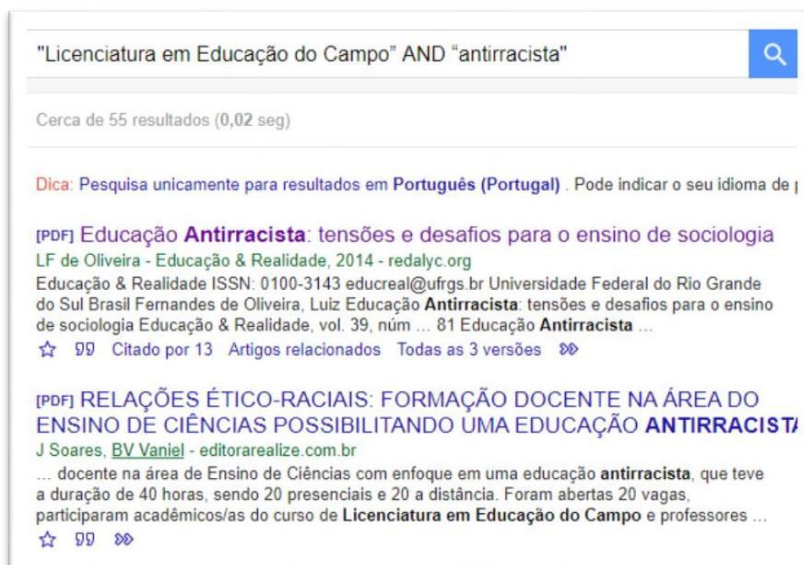 "Licenciatura em Educação do Campo” AND “antirracista"
Cerca de 55 resultados (0,02 seg)
Dica: Pesquisa unicamente para resultados em Português (Portugal) . Pode indicar o seu idioma de
[PDF] Educação Antirracista: tensões e desafios para o ensino de sociologia
LF de Oliveira - Educação & Realidade, 2014 - redalyc.org
Educação & Realidade ISSN: 0100-3143 educreal@ufrgs.br Universidade Federal do Rio Grande
do Sul Brasil Fernandes de Oliveira, Luiz Educação Antirracista: tensões e desafios para o ensino
de sociologia Educação & Realidade, vol. 39, núm ... 81 Educação Antirracista ...
Citado por 13 Artigos relacionados Todas as 3 versões
[PDF] RELAÇÕES ÉTICO-RACIAIS: FORMAÇÃO DOCENTE NA ÁREA DO
ENSINO DE CIÊNCIAS POSSIBILITANDO UMA EDUCAÇÃO ANTIRRACISTA
J Soares, BV Vaniel - editorarealize.com.br
... docente na área de Ensino de Ciências com enfoque em uma educação antirracista, que teve
a duração de 40 horas, sendo 20 presenciais e 20 a distância. Foram abertas 20 vagas,
participaram acadêmicos/as do curso de Licenciatura em Educação do Campo e professores ...